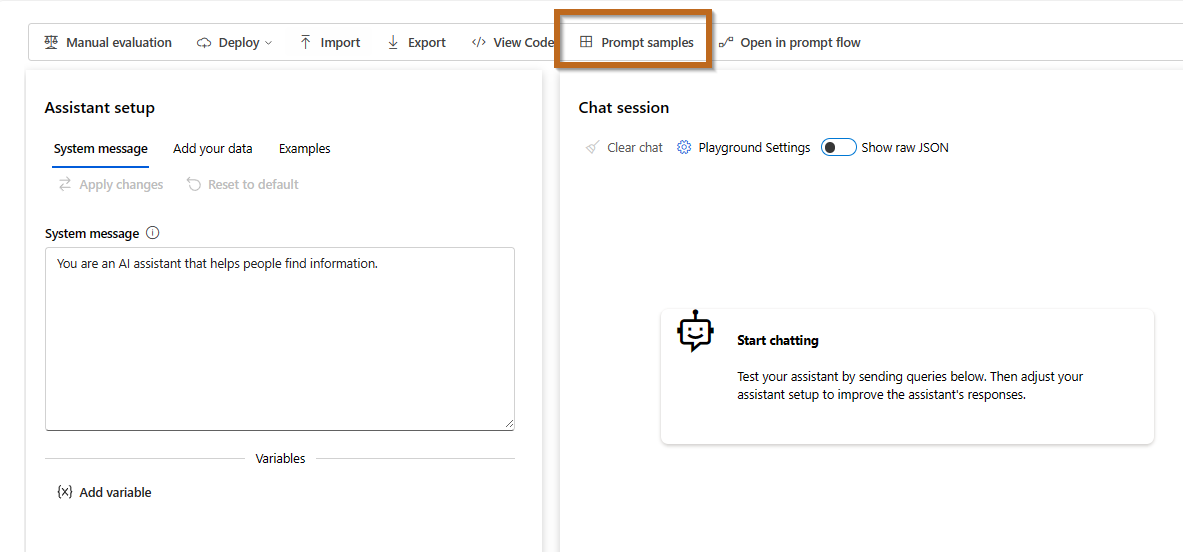 Manual evaluation Deploy Import Export View Code Prompt samples Open in prompt flow
Assistant setup
System message Add your data Examples
Apply changes Reset to default
System message
You are an AI assistant that helps people find information.
Variables
{x} Add variable
Chat session
Clear chat Playground Settings Show raw JSON
Start chatting
Test your assistant by sending queries below. Then adjust your
assistant setup to improve the assistant's responses.